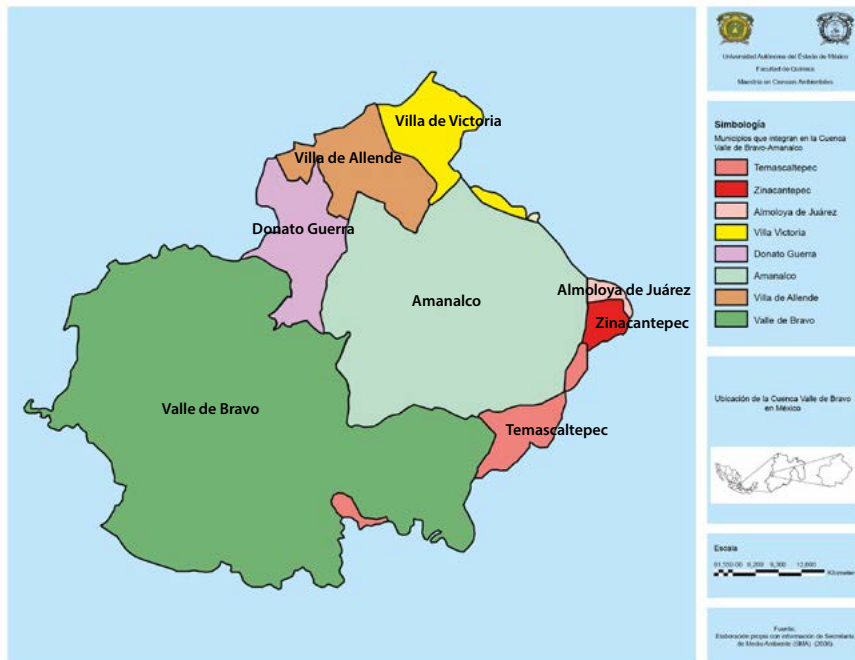 Villa de Victoria
Villa de Allende
Donato Guerra
Amanalco
Almoloya de Juárez
Zinacantepec
Valle de Bravo
Temascaltepec
Universidad Autónoma del Estado de México
Facultad de Química
Maestría en Ciencias Ambientales
Simbología
Municipios que integran en la Cuenca
Valle de Bravo-Amanalco
Temascaltepec
Zinacantepec
Almoloya de Juárez
Villa Victoria
Donato Guerra
Amanalco
Villa de Allende
Valle de Bravo
Ubicación de la Cuenca Valle de Bravo
en México
Escala
Fuente:
Elaboración propia con información de Secretaría
de Medio Ambiente (SMA)